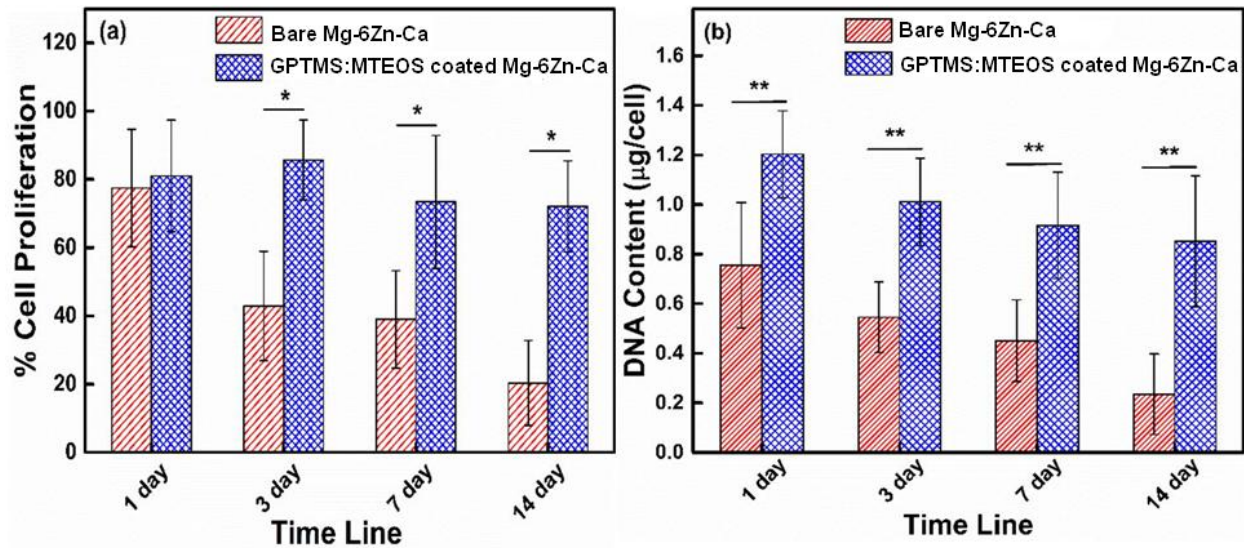 (a)
Bare Mg-6Zn-Ca
GPTMS:MTEOS coated Mg-6Zn-Ca
% Cell Proliferation
120
100
80
60
40
20
0
*
*
*
1 day
3 day
7 day
14 day
Time Line
(b)
Bare Mg-6Zn-Ca
GPTMS:MTEOS coated Mg-6Zn-Ca
DNA Content (µg/cell)
1.6
1.4
1.2
1.0
0.8
0.6
0.4
0.2
0.0
**
**
**
**
1 day
3 day
7 day
14 day
Time Line